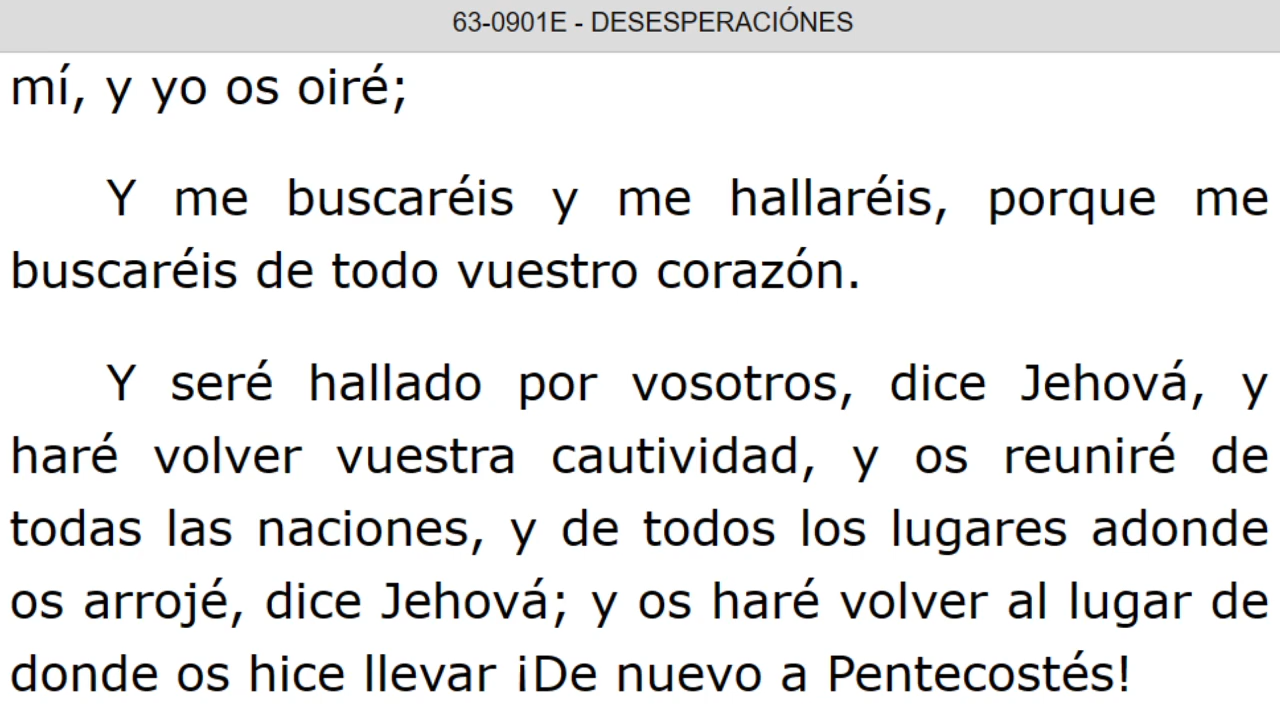 63-0901E - DESESPERACIÓNES
mí, y yo os oiré;
Y me buscaréis y me hallaréis, porque me
buscaréis de todo vuestro corazón.
Y seré hallado por vosotros, dice Jehová, y
haré volver vuestra cautividad, y os reuniré de
todas las naciones, y de todos los lugares adonde
os arrojé, dice Jehová; y os haré volver al lugar de
donde os hice llevar ¡De nuevo a Pentecostés!